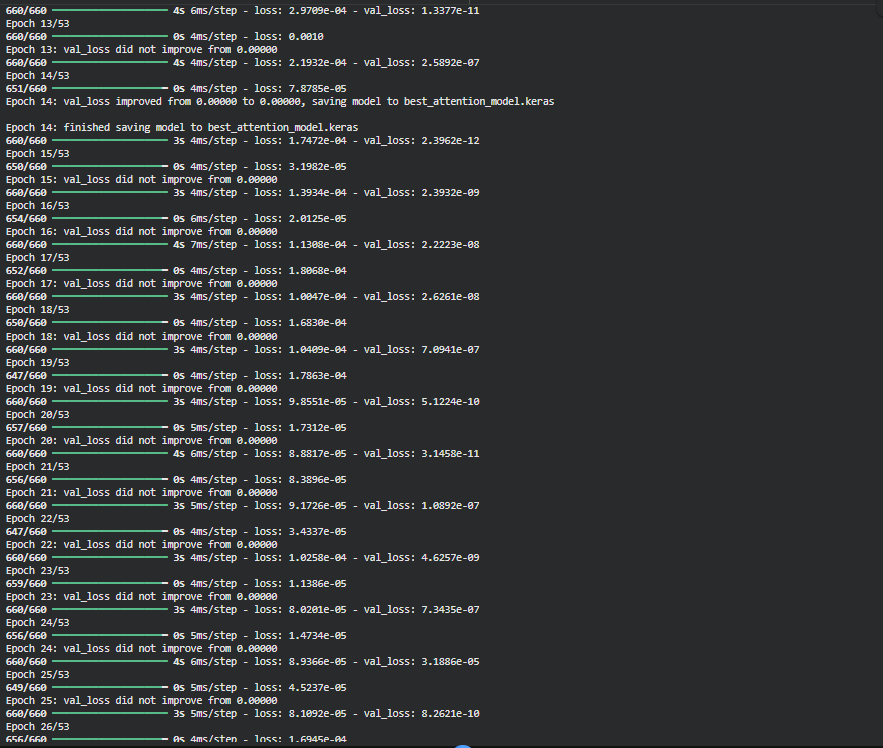 660/660 4s 6ms/step - loss: 2.9709e-04 - val_loss: 1.3377e-11
Epoch 13/53
660/660 0s 4ms/step - loss: 0.0010
Epoch 13: val_loss did not improve from 0.00000
660/660 4s 4ms/step - loss: 2.1932e-04 - val_loss: 2.5892e-07
Epoch 14/53
651/660 0s 4ms/step - loss: 7.8785e-05
Epoch 14: val_loss improved from 0.00000 to 0.00000, saving model to best_attention_model.keras
Epoch 14: finished saving model to best_attention_model.keras
660/660 3s 4ms/step - loss: 1.7472e-04 - val_loss: 2.3962e-12
Epoch 15/53
650/660 0s 4ms/step - loss: 3.1982e-05
Epoch 15: val_loss did not improve from 0.00000
660/660 3s 4ms/step - loss: 1.3934e-04 - val_loss: 2.3932e-09
Epoch 16/53
654/660 0s 6ms/step - loss: 2.0125e-05
Epoch 16: val_loss did not improve from 0.00000
660/660 4s 7ms/step - loss: 1.1308e-04 - val_loss: 2.2223e-08
Epoch 17/53
652/660 0s 4ms/step - loss: 1.8068e-04
Epoch 17: val_loss did not improve from 0.00000
660/660 3s 4ms/step - loss: 1.0047e-04 - val_loss: 2.6261e-08
Epoch 18/53
650/660 0s 4ms/step - loss: 1.6830e-04
Epoch 18: val_loss did not improve from 0.00000
660/660 3s 4ms/step - loss: 1.0409e-04 - val_loss: 7.0941e-07
Epoch 19/53
647/660 0s 4ms/step - loss: 1.7863e-04
Epoch 19: val_loss did not improve from 0.00000
660/660 3s 4ms/step - loss: 9.8551e-05 - val_loss: 5.1224e-10
Epoch 20/53
657/660 0s 5ms/step - loss: 1.7312e-05
Epoch 20: val_loss did not improve from 0.00000
660/660 4s 6ms/step - loss: 8.8817e-05 - val_loss: 3.1458e-11
Epoch 21/53
656/660 0s 4ms/step - loss: 8.3896e-05
Epoch 21: val_loss did not improve from 0.00000
660/660 3s 5ms/step - loss: 9.1726e-05 - val_loss: 1.0892e-07
Epoch 22/53
647/660 0s 4ms/step - loss: 3.4337e-05
Epoch 22: val_loss did not improve from 0.00000
660/660 3s 4ms/step - loss: 1.0258e-04 - val_loss: 4.6257e-09
Epoch 23/53
659/660 0s 4ms/step - loss: 1.1386e-05
Epoch 23: val_loss did not improve from 0.00000
660/660 3s 4ms/step - loss: 8.0201e-05 - val_loss: 7.3435e-07
Epoch 24/53
656/660 0s 5ms/step - loss: 1.4734e-05
Epoch 24: val_loss did not improve from 0.00000
660/660 4s 6ms/step - loss: 8.9366e-05 - val_loss: 3.1886e-05
Epoch 25/53
649/660 0s 5ms/step - loss: 4.5237e-05
Epoch 25: val_loss did not improve from 0.00000
660/660 3s 5ms/step - loss: 8.1092e-05 - val_loss: 8.2621e-10
Epoch 26/53
656/660 0s 4ms/step - loss: 1.6945e-04